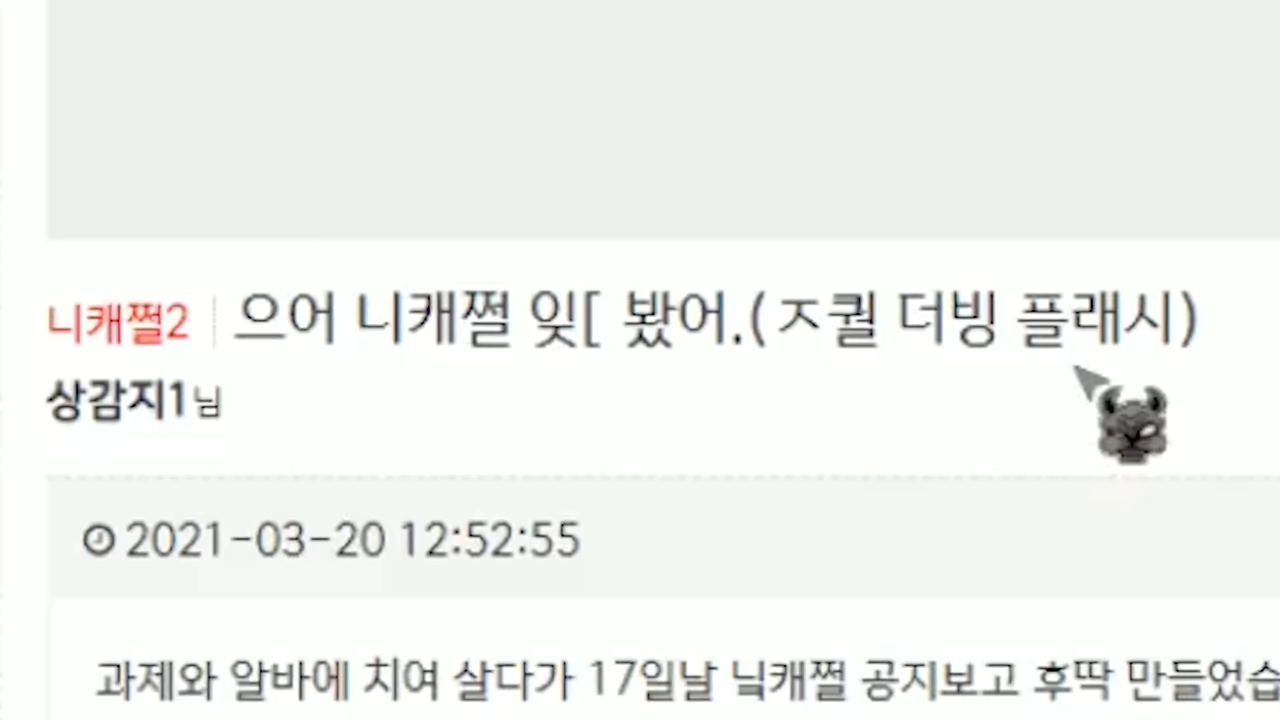 니캐쩔2 으어 니캐쩔 잊[ 봤어.(ㅈ퀄 더빙 플래시)
상감지1님
2021-03-20 12:52:55
과제와 알바에 치여 살다가 17일날 닠캐쩔 공지보고 후딱 만들었습